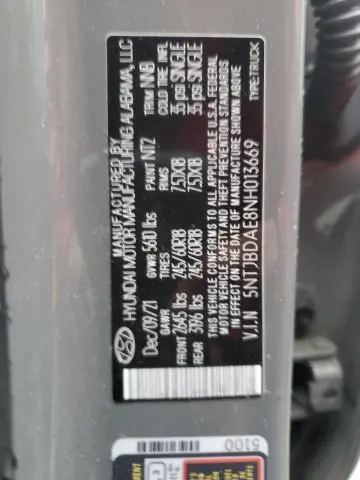 MANUFACTURED BY
HYUNDAI MOTOR MANUFACTURING ALABAMA, LLC
Dec/09/21 GVWR 5600 lbs PAINT NT2 TRIM NNB
TIRES RIMS COLD TIRE INFL
FRONT 2645 lbs 245/60R18 7.5JX18 35 psi SINGLE
REAR 3196 lbs 245/60R18 7.5JX18 35 psi SINGLE
THIS VEHICLE CONFORMS TO ALL APPLICABLE U.S.A. FEDERAL
MOTOR VEHICLE SAFETY AND THEFT PREVENTION STANDARDS
IN EFFECT ON THE DATE OF MANUFACTURE SHOWN ABOVE
V.I.N 5NTJBDAE8NH013669 TYPE:TRUCK
5100